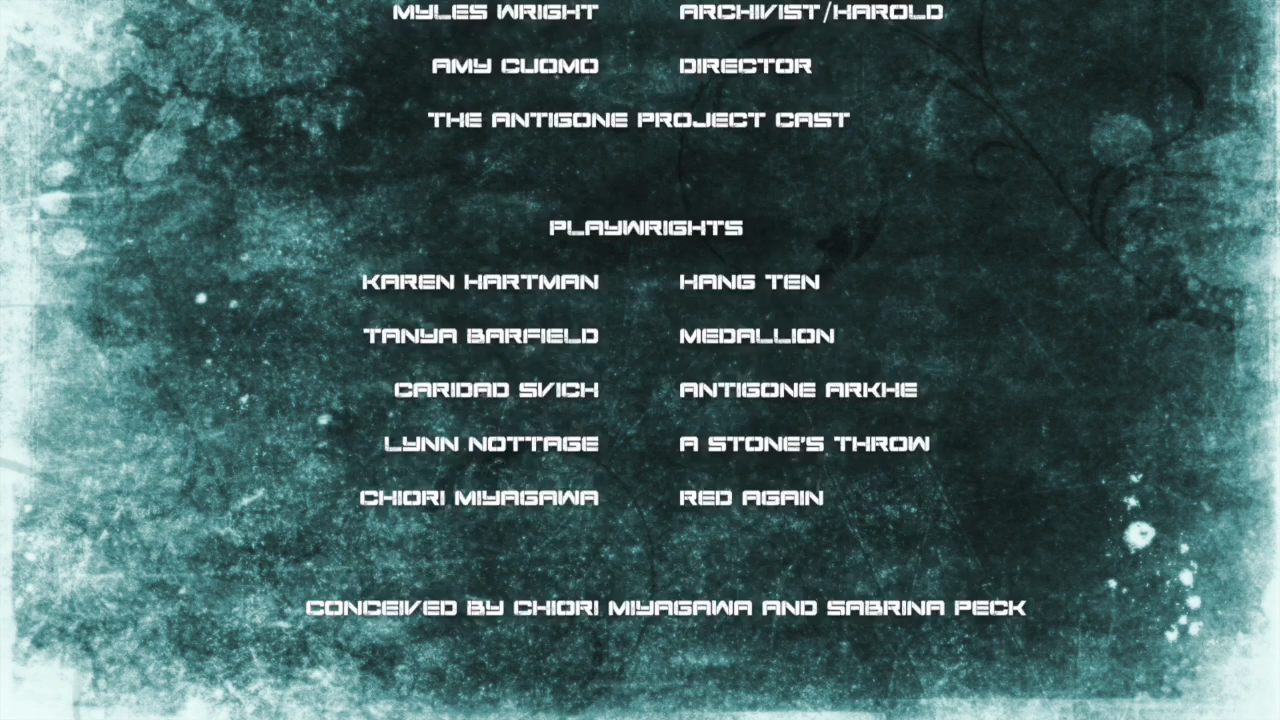 MYLES WRIGHT ARCHIVIST/HAROLD
AMY CUOMO DIRECTOR
THE ANTIGONE PROJECT CAST
PLAYWRIGHTS
KAREN HARTMAN HANG TEN
TANYA BARFIELD MEDALLION
CARIDAD SVICH ANTIGONE ARKHE
LYNN NOTTAGE A STONE'S THROW
CHIORI MIYAGAWA RED AGAIN
CONCEIVED BY CHIORI MIYAGAWA AND SABRINA PECK